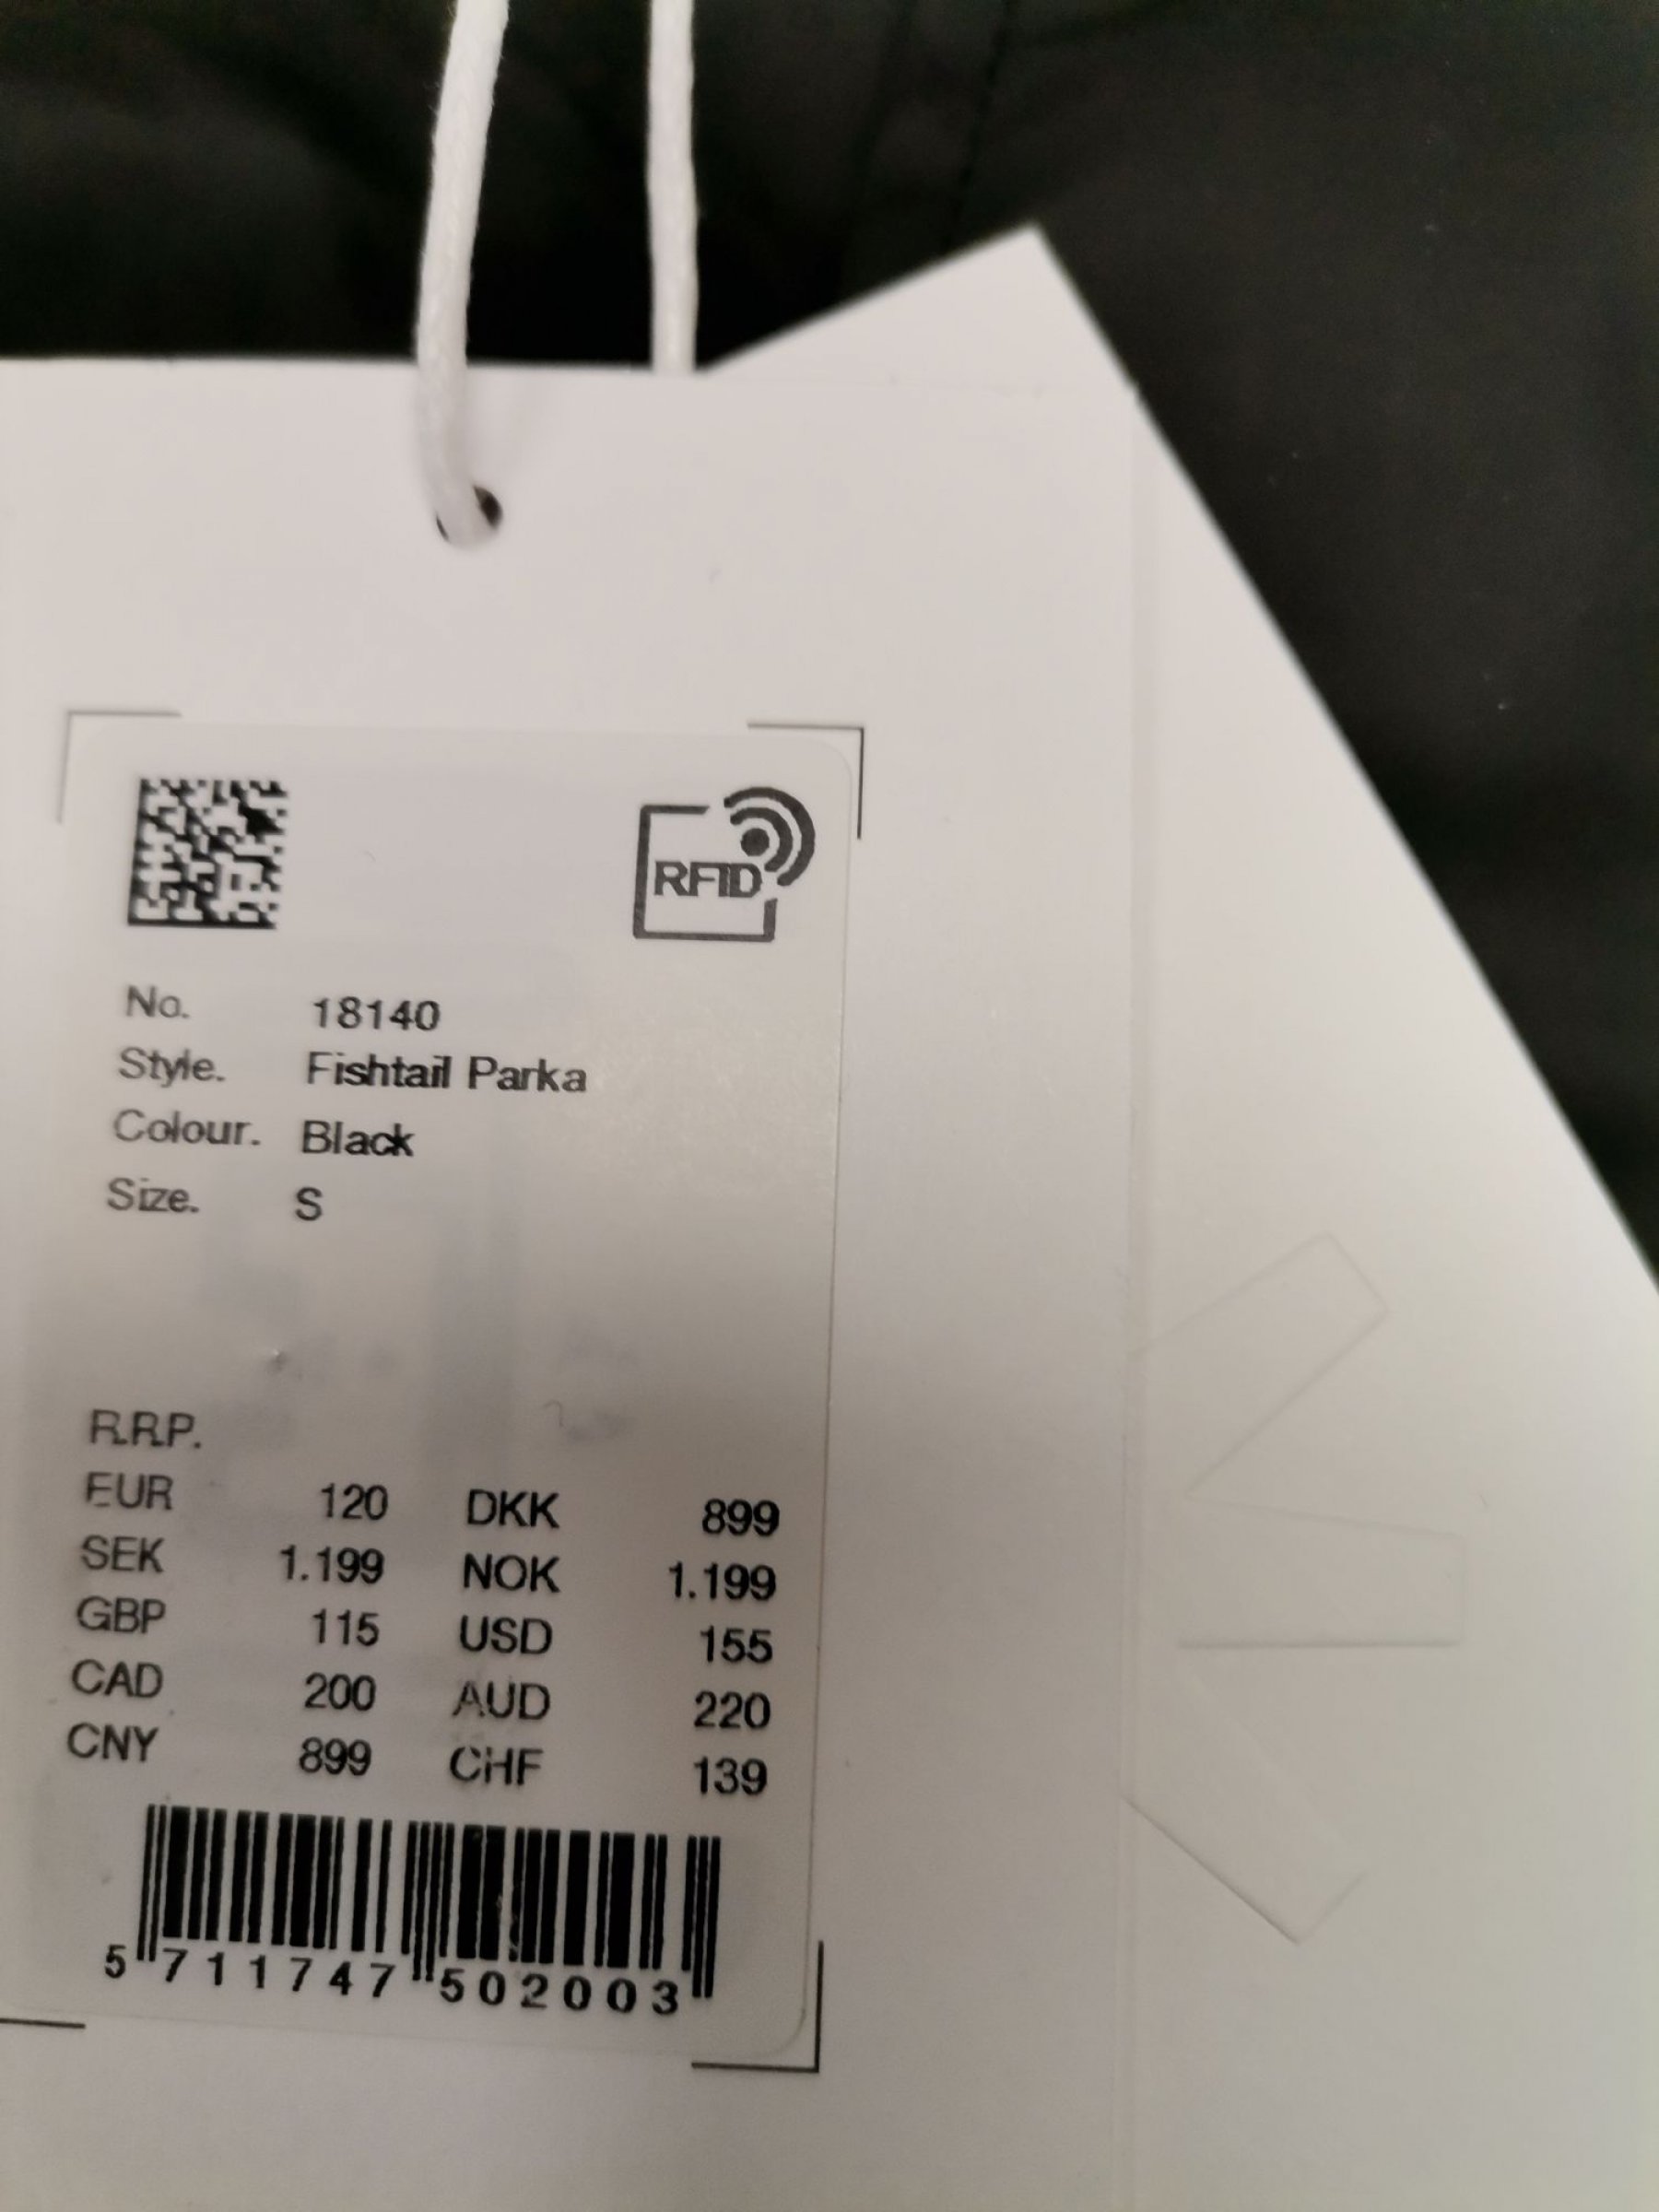 RFID
No. 18140
Style. Fishtail Parka
Colour. Black
Size. S
R.R.P.
EUR 120 DKK 899
SEK 1.199 NOK 1.199
GBP 115 USD 155
CAD 200 AUD 220
CNY 899 CHF 139
5 711747 502003